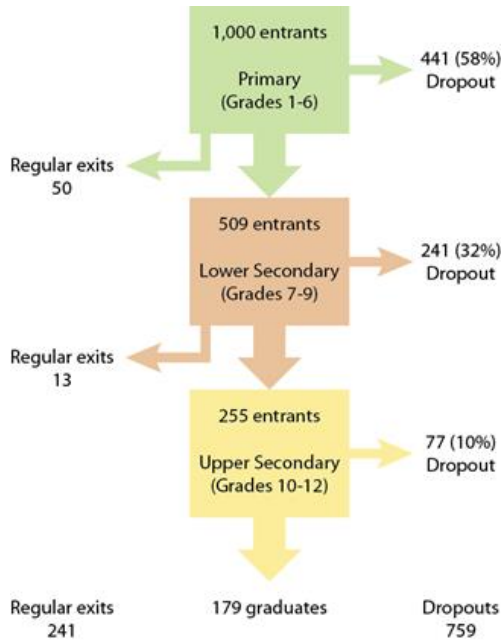 1,000 entrants
Primary
(Grades 1-6)
441 (58%)
Dropout
Regular exits
50
509 entrants
Lower Secondary
(Grades 7-9)
241 (32%)
Dropout
Regular exits
13
255 entrants
Upper Secondary
(Grades 10-12)
77 (10%)
Dropout
Regular exits
241
179 graduates
Dropouts
759